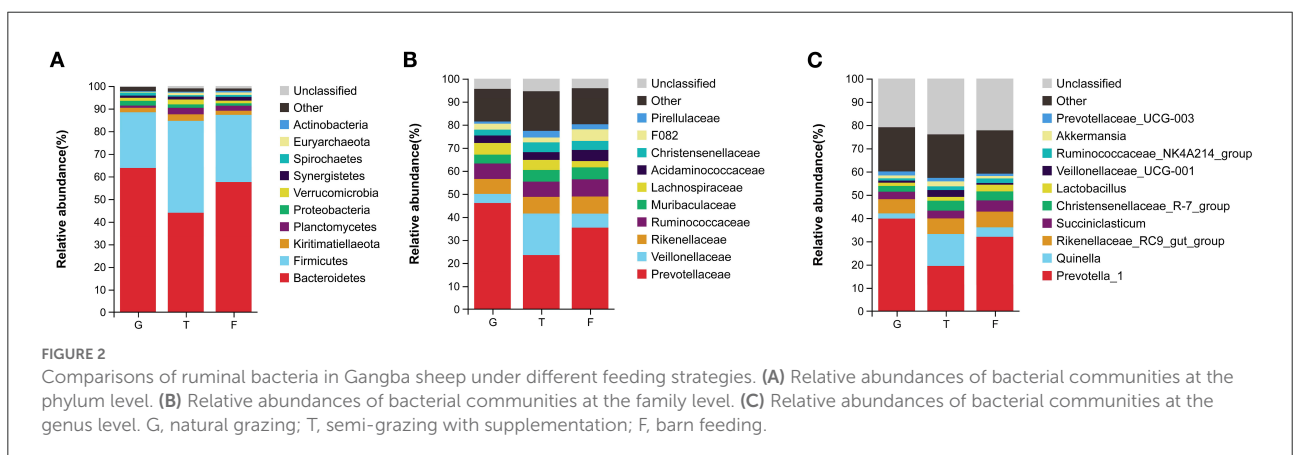 A
Relative abundance(%)
100
90
80
70
60
50
40
30
20
10
0
G
T
F
Unclassified
Other
Actinobacteria
Euryarchaeota
Spirochaetes
Synergistetes
Verrucomicrobia
Proteobacteria
Planctomycetes
Kiritimatiellaeota
Firmicutes
Bacteroidetes
B
Relative abundance(%)
100
90
80
70
60
50
40
30
20
10
0
G
T
F
Unclassified
Other
Pirellulaceae
F082
Christensenellaceae
Acidaminococcaceae
Lachnospiraceae
Muribaculaceae
Ruminococcaceae
Rikenellaceae
Veillonellaceae
Prevotellaceae
C
Relative abundance(%)
100
90
80
70
60
50
40
30
20
10
0
G
T
F
Unclassified
Other
Prevotellaceae_UCG-003
Akkermansia
Ruminococcaceae_NK4A214_group
Veillonellaceae_UCG-001
Lactobacillus
Christensenellaceae_R-7_group
Succiniclasticum
Rikenellaceae_RC9_gut_group
Quinella
Prevotella_1
FIGURE 2
Comparisons of ruminal bacteria in Gangba sheep under different feeding strategies. (A) Relative abundances of bacterial communities at the
phylum level. (B) Relative abundances of bacterial communities at the family level. (C) Relative abundances of bacterial communities at the
genus level. G, natural grazing; T, semi-grazing with supplementation; F, barn feeding.